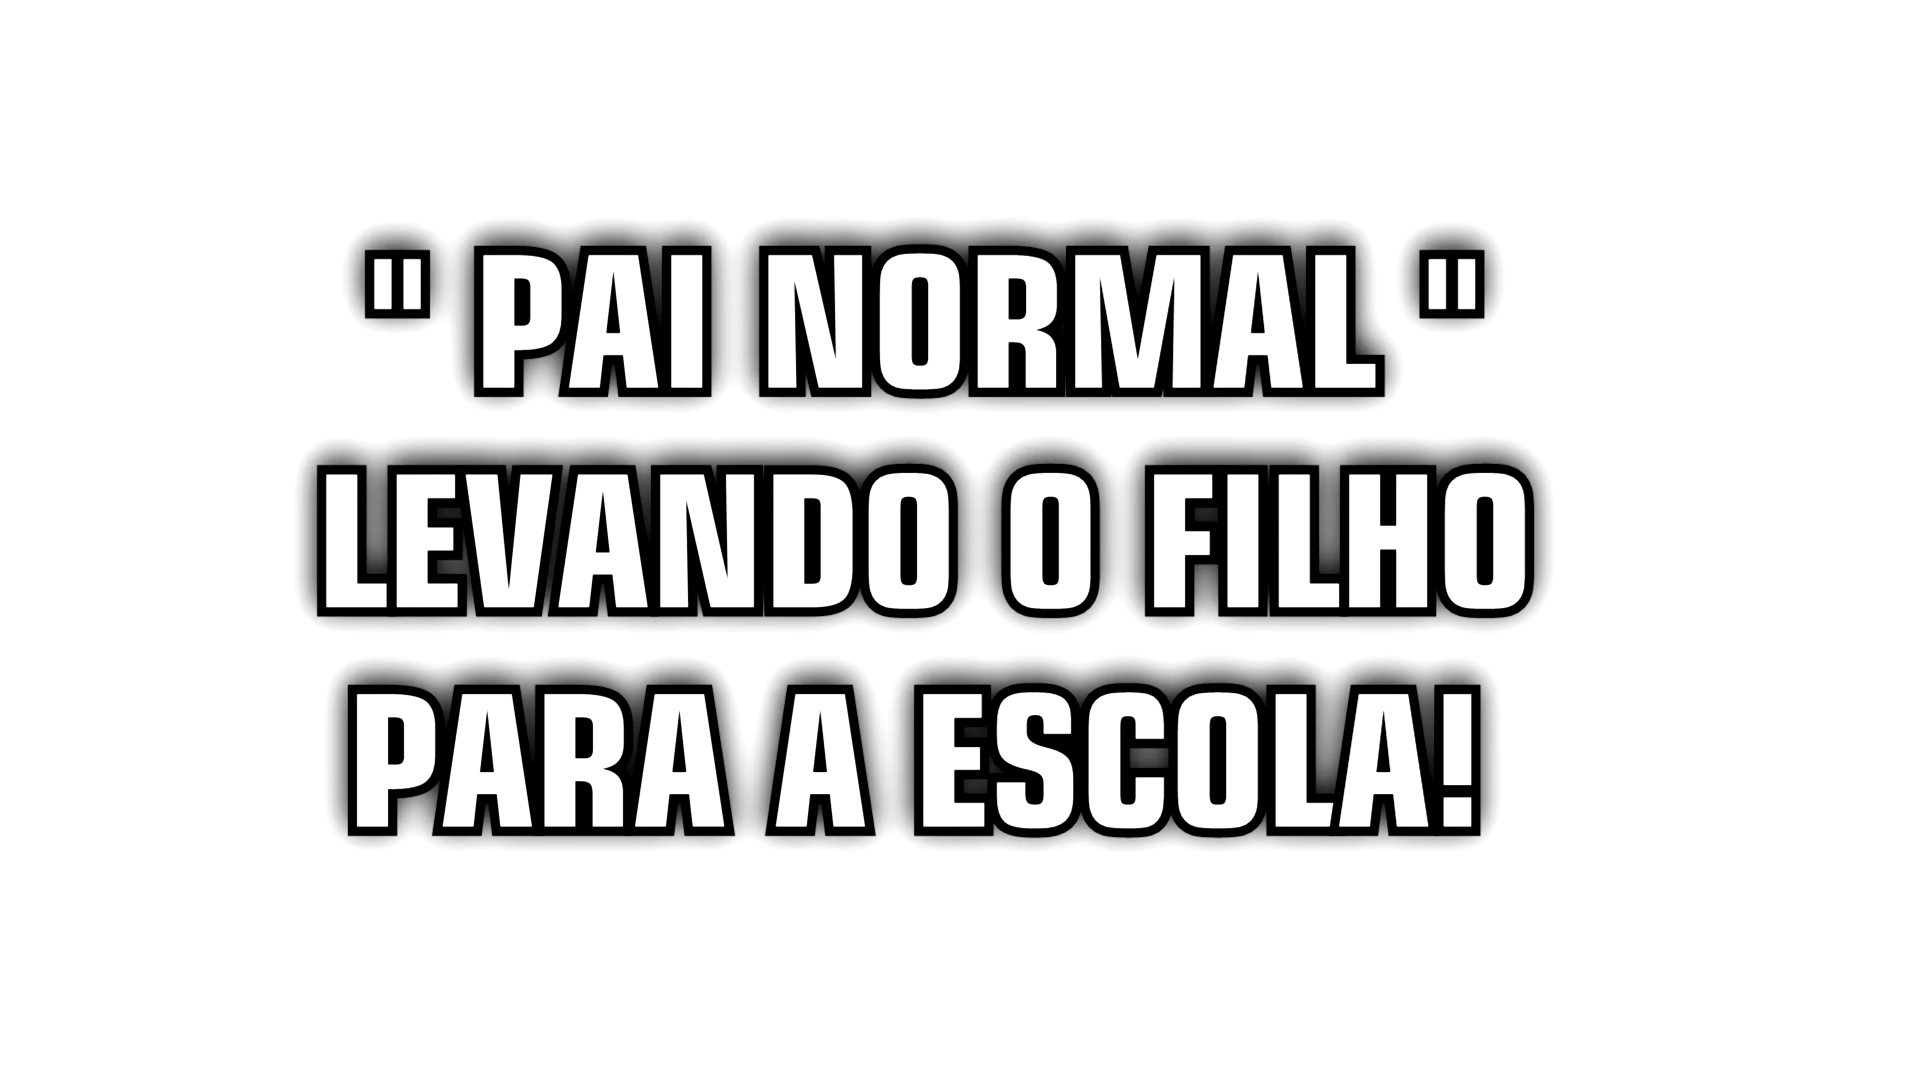 " PAI NORMAL "
LEVANDO O FILHO
PARA A ESCOLA!